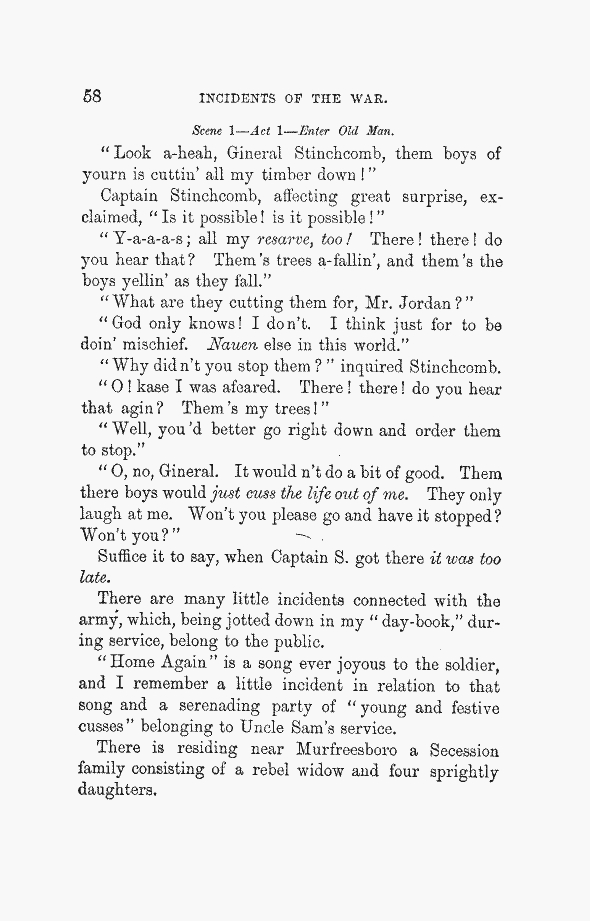 58 INCIDENTS OF THE WAR.
Scene 1—Act 1—Enter Old Man.
"Look a-heah, Gineral Stinchcomb, them boys of
yourn is cuttin' all my timber down!"
Captain Stinchcomb, affecting great surprise, ex-
claimed, "Is it possible! is it possible!"
"Y-a-a-a-s; all my resarve, too! There! there! do
you hear that? Them's trees a-fallin', and them's the
boys yellin' as they fall."
"What are they cutting them for, Mr. Jordan?"
"God only knows! I don't. I think just for to be
doin' mischief. Nauen else in this world."
"Why didn't you stop them?" inquired Stinchcomb.
"O! kase I was afeared. There! there! do you hear
that agin? Them's my trees!"
"Well, you'd better go right down and order them
to stop."
"O, no, Gineral. It would n't do a bit of good. Them
there boys would just cuss the life out of me. They only
laugh at me. Won't you please go and have it stopped?
Won't you?"
Suffice it to say, when Captain S. got there it was too
late.
There are many little incidents connected with the
army, which, being jotted down in my "day-book," dur-
ing service, belong to the public.
"Home Again" is a song ever joyous to the soldier,
and I remember a little incident in relation to that
song and a serenading party of "young and festive
cusses" belonging to Uncle Sam's service.
There is residing near Murfreesboro a Secession
family consisting of a rebel widow and four sprightly
daughters.